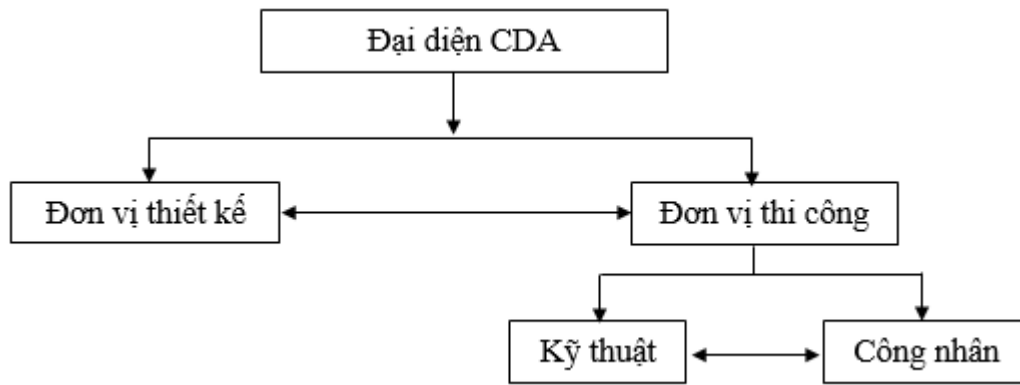 Đại diện CDA
Đơn vị thiết kế
Đơn vị thi công
Kỹ thuật
Công nhân